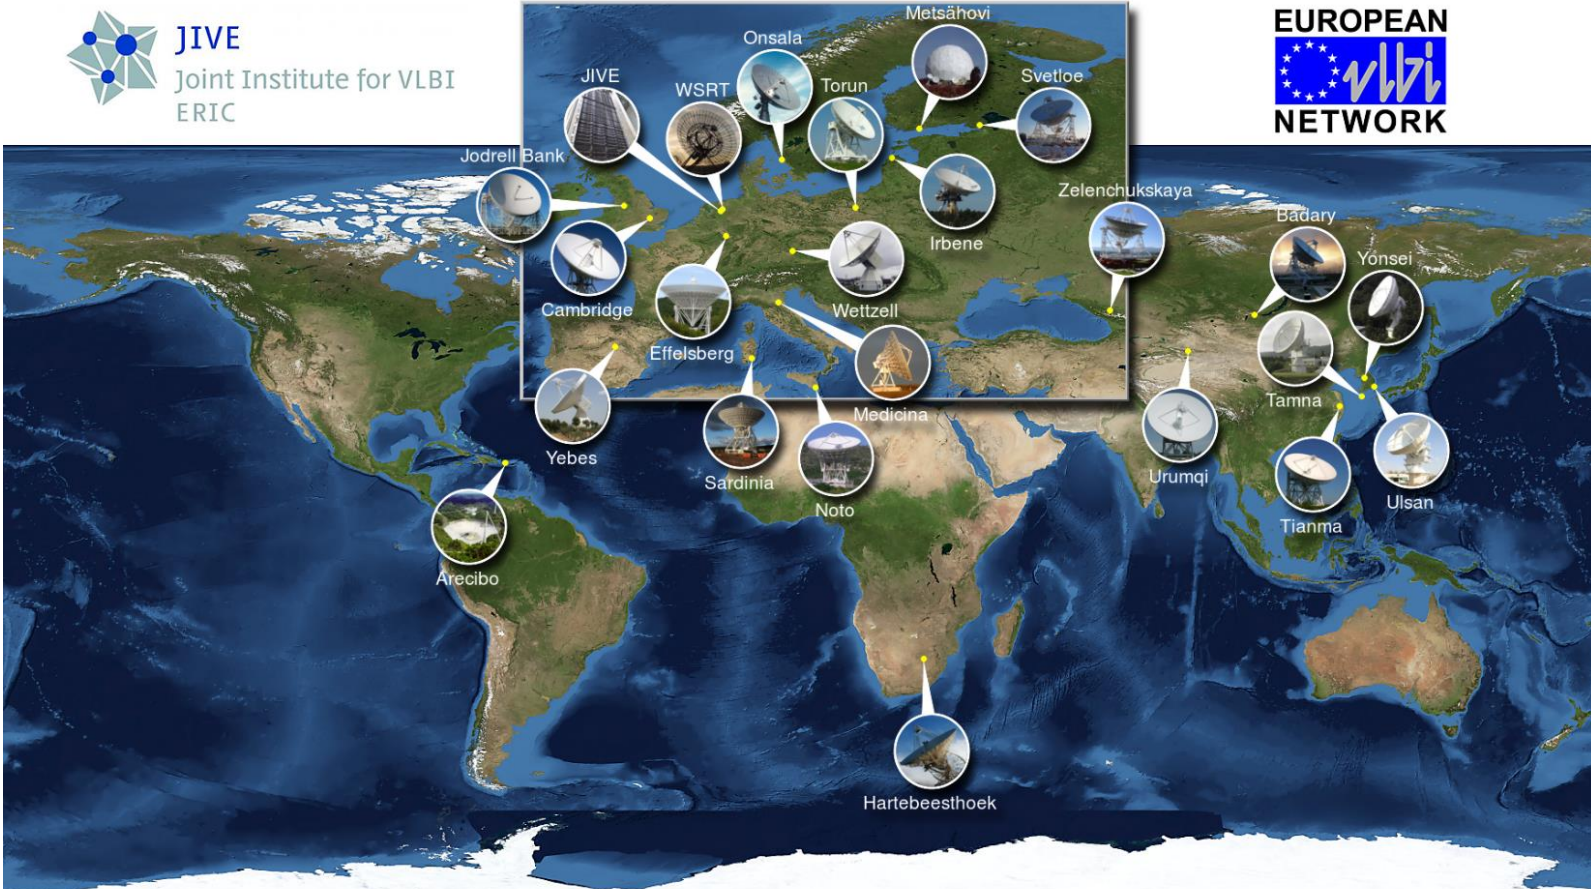 JIVE
Joint Institute for VLBI
ERIC
EUROPEAN
vlbi
NETWORK
Metsähovi
Onsala
JIVE
WSRT
Torun
Svetloe
Jodrell Bank
Zelenchukskaya
Badary
Irbene
Yonsei
Cambridge
Wettzell
Effelsberg
Tamna
Medicina
Yebes
Sardinia
Noto
Urumqi
Ulsan
Tianma
Arecibo
Hartebeesthoek